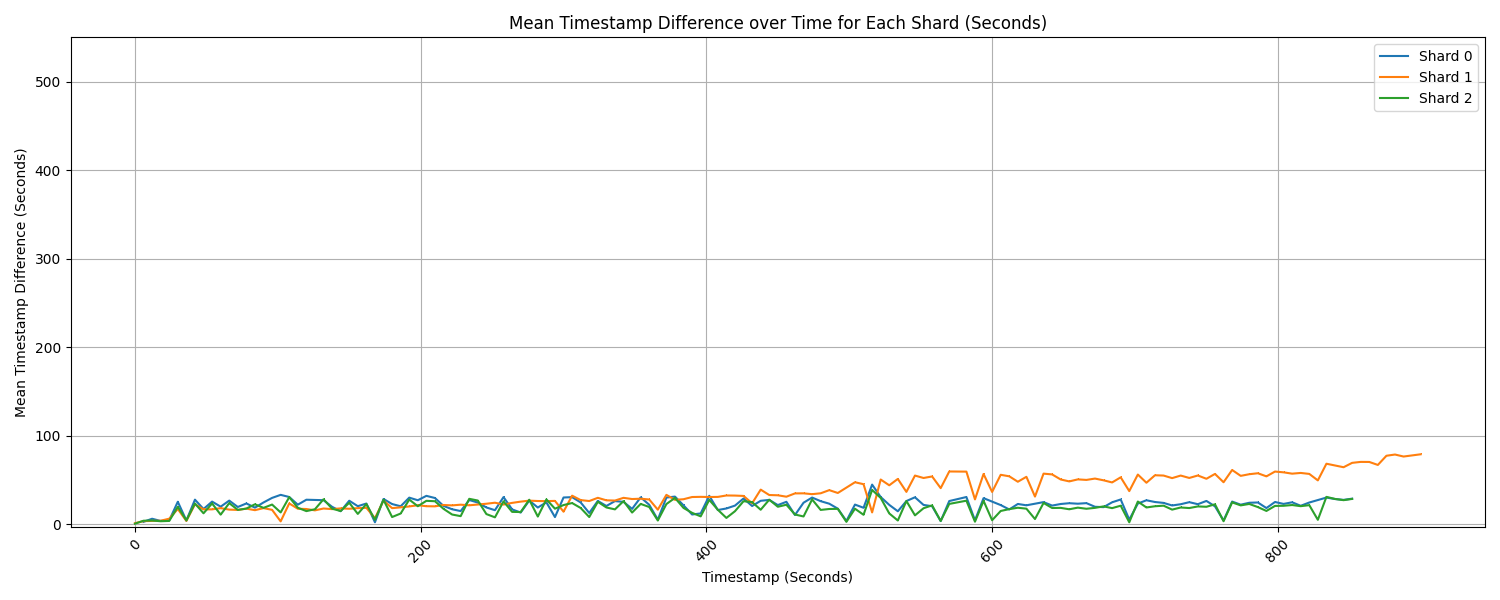 Mean Timestamp Difference over Time for Each Shard (Seconds)
Shard 0
Shard 1
Shard 2
Mean Timestamp Difference (Seconds)
500
400
300
200
100
0
0
200
400
600
800
Timestamp (Seconds)